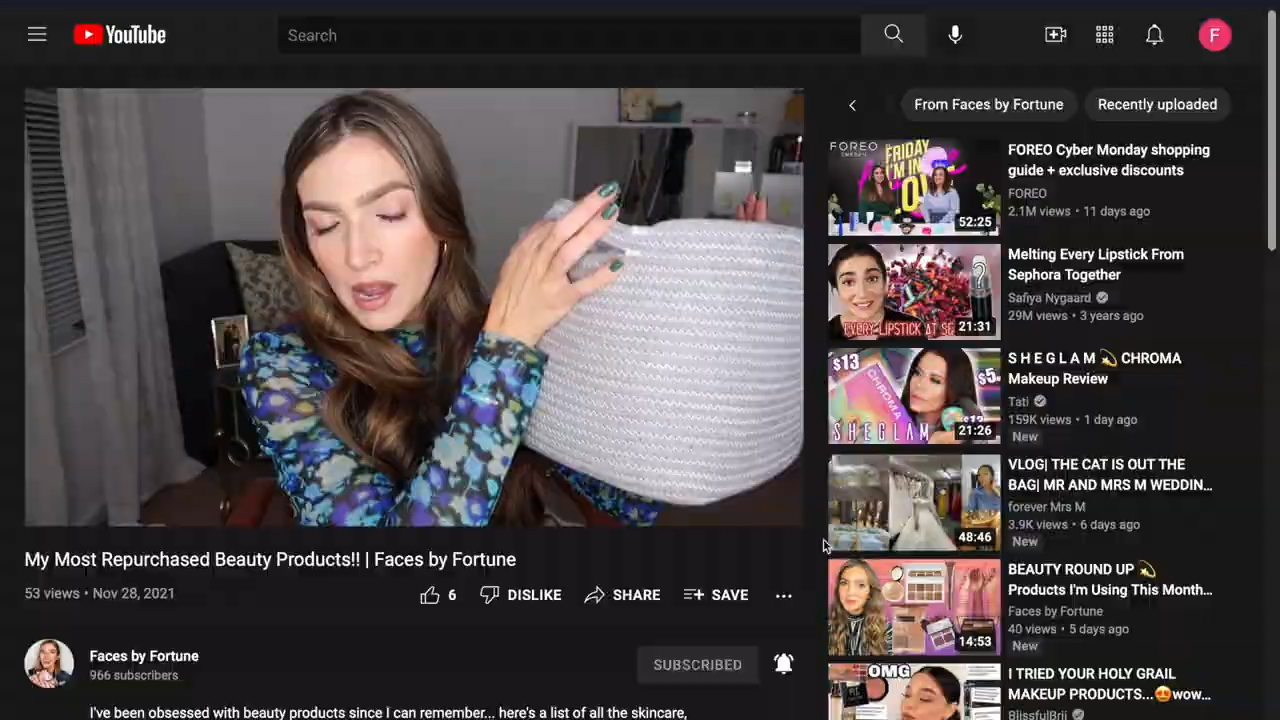 YouTube
Search
F
From Faces by Fortune
Recently uploaded
FOREO
FRIDAY
I'M IN
52:25
FOREO Cyber Monday shopping
guide + exclusive discounts
FOREO
2.1M views • 11 days ago
?
EVERY LIPSTICK AT SE
21:31
Melting Every Lipstick From
Sephora Together
Safiya Nygaard
29M views • 3 years ago
$13
$5
CHROMA
SHEGLAM
21:26
S H E G L A M 💫 CHROMA
Makeup Review
Tati
159K views • 1 day ago
New
48:46
VLOG| THE CAT IS OUT THE
BAG| MR AND MRS M WEDDIN...
forever Mrs M
3.9K views • 6 days ago
New
14:53
BEAUTY ROUND UP 💫
Products I'm Using This Month...
Faces by Fortune
40 views • 5 days ago
New
OMG
I TRIED YOUR HOLY GRAIL
MAKEUP PRODUCTS...😍wow...
BlissfulBrii
My Most Repurchased Beauty Products!! | Faces by Fortune
53 views • Nov 28, 2021
6
DISLIKE
SHARE
SAVE
Faces by Fortune
966 subscribers
SUBSCRIBED
I've been obsessed with beauty products since I can remember... here's a list of all the skincare,